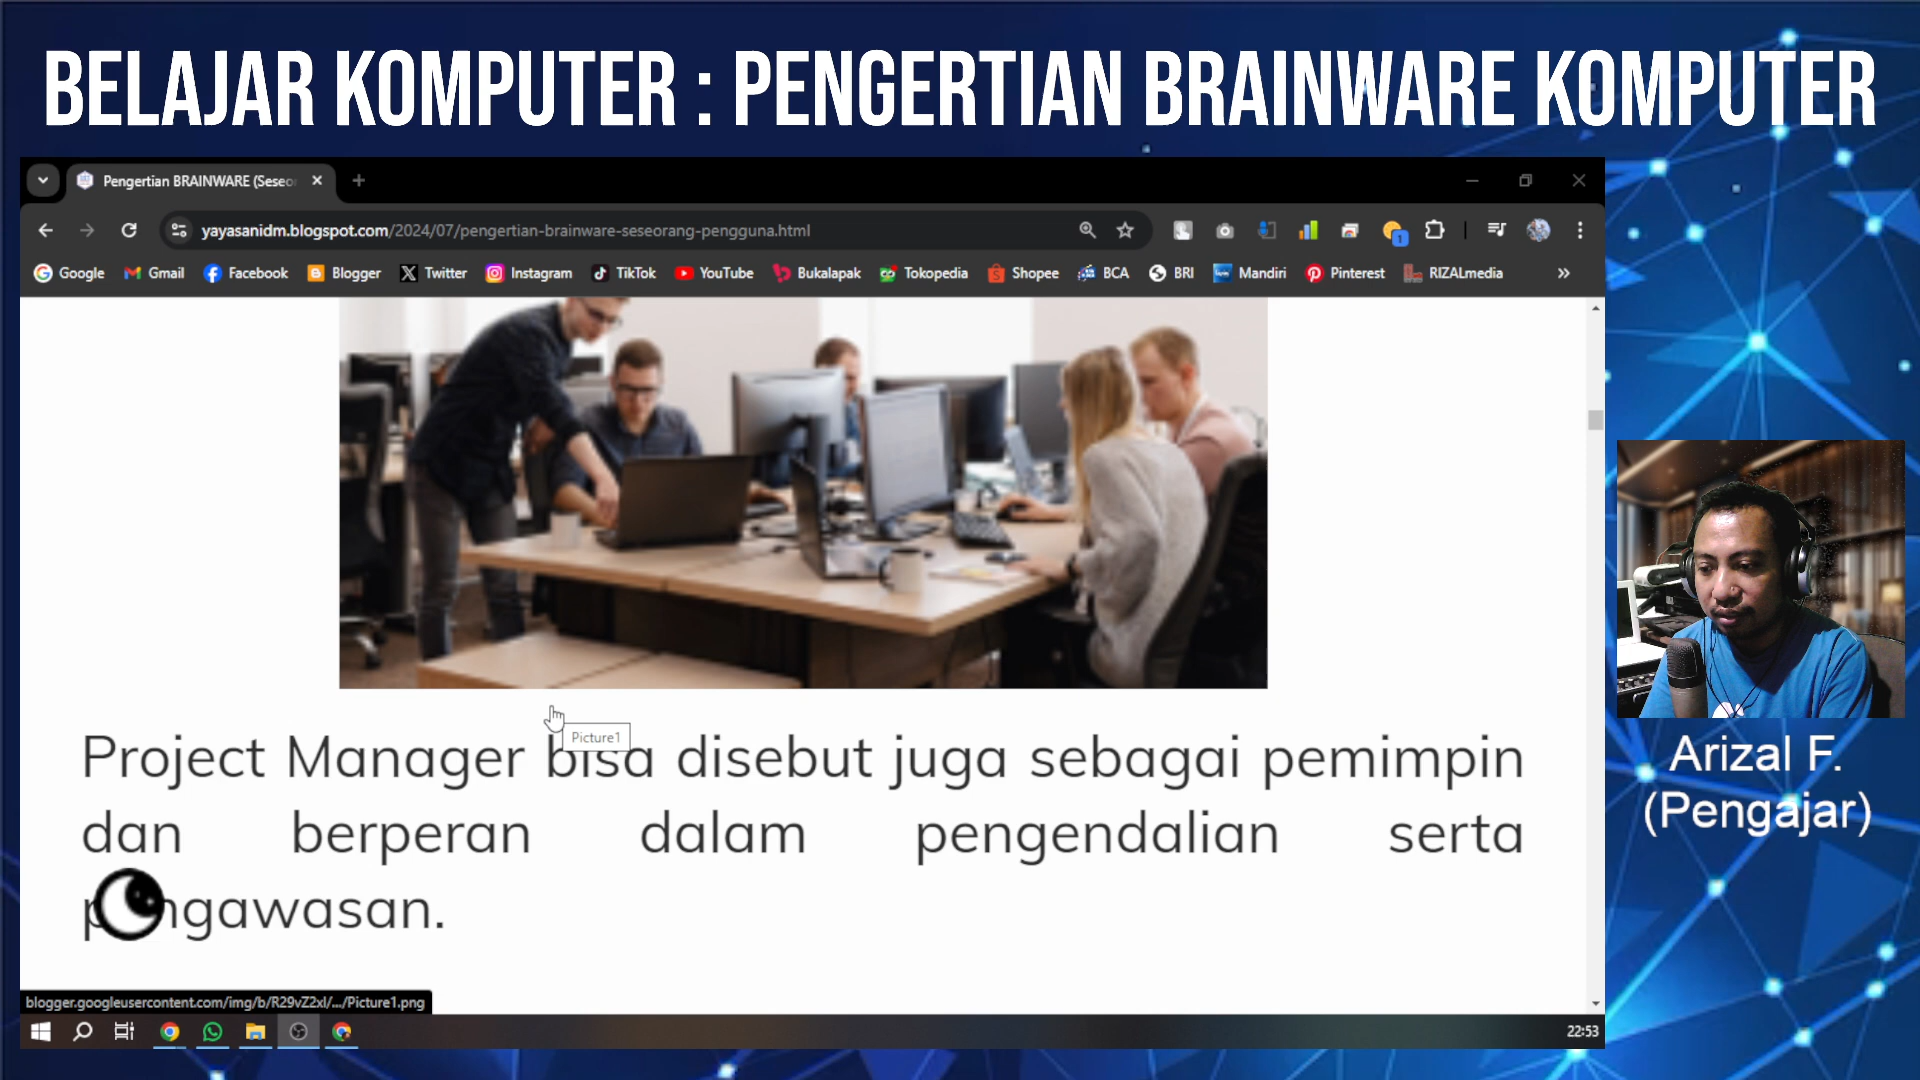 BELAJAR KOMPUTER : PENGERTIAN BRAINWARE KOMPUTER
Pengertian BRAINWARE (Seseo
yayasanidm.blogspot.com/2024/07/pengertian-brainware-seseorang-pengguna.html
1
Google Gmail Facebook Blogger Twitter Instagram TikTok YouTube Bukalapak Tokopedia Shopee BCA BRI Mandiri Pinterest RIZALmedia
Picture1
Project Manager bisa disebut juga sebagai pemimpin
dan berperan dalam pengendalian serta
pengawasan.
Arizal F.
(Pengajar)
blogger.googleusercontent.com/img/b/R29vZ2xl/.../Picture1.png
22:53